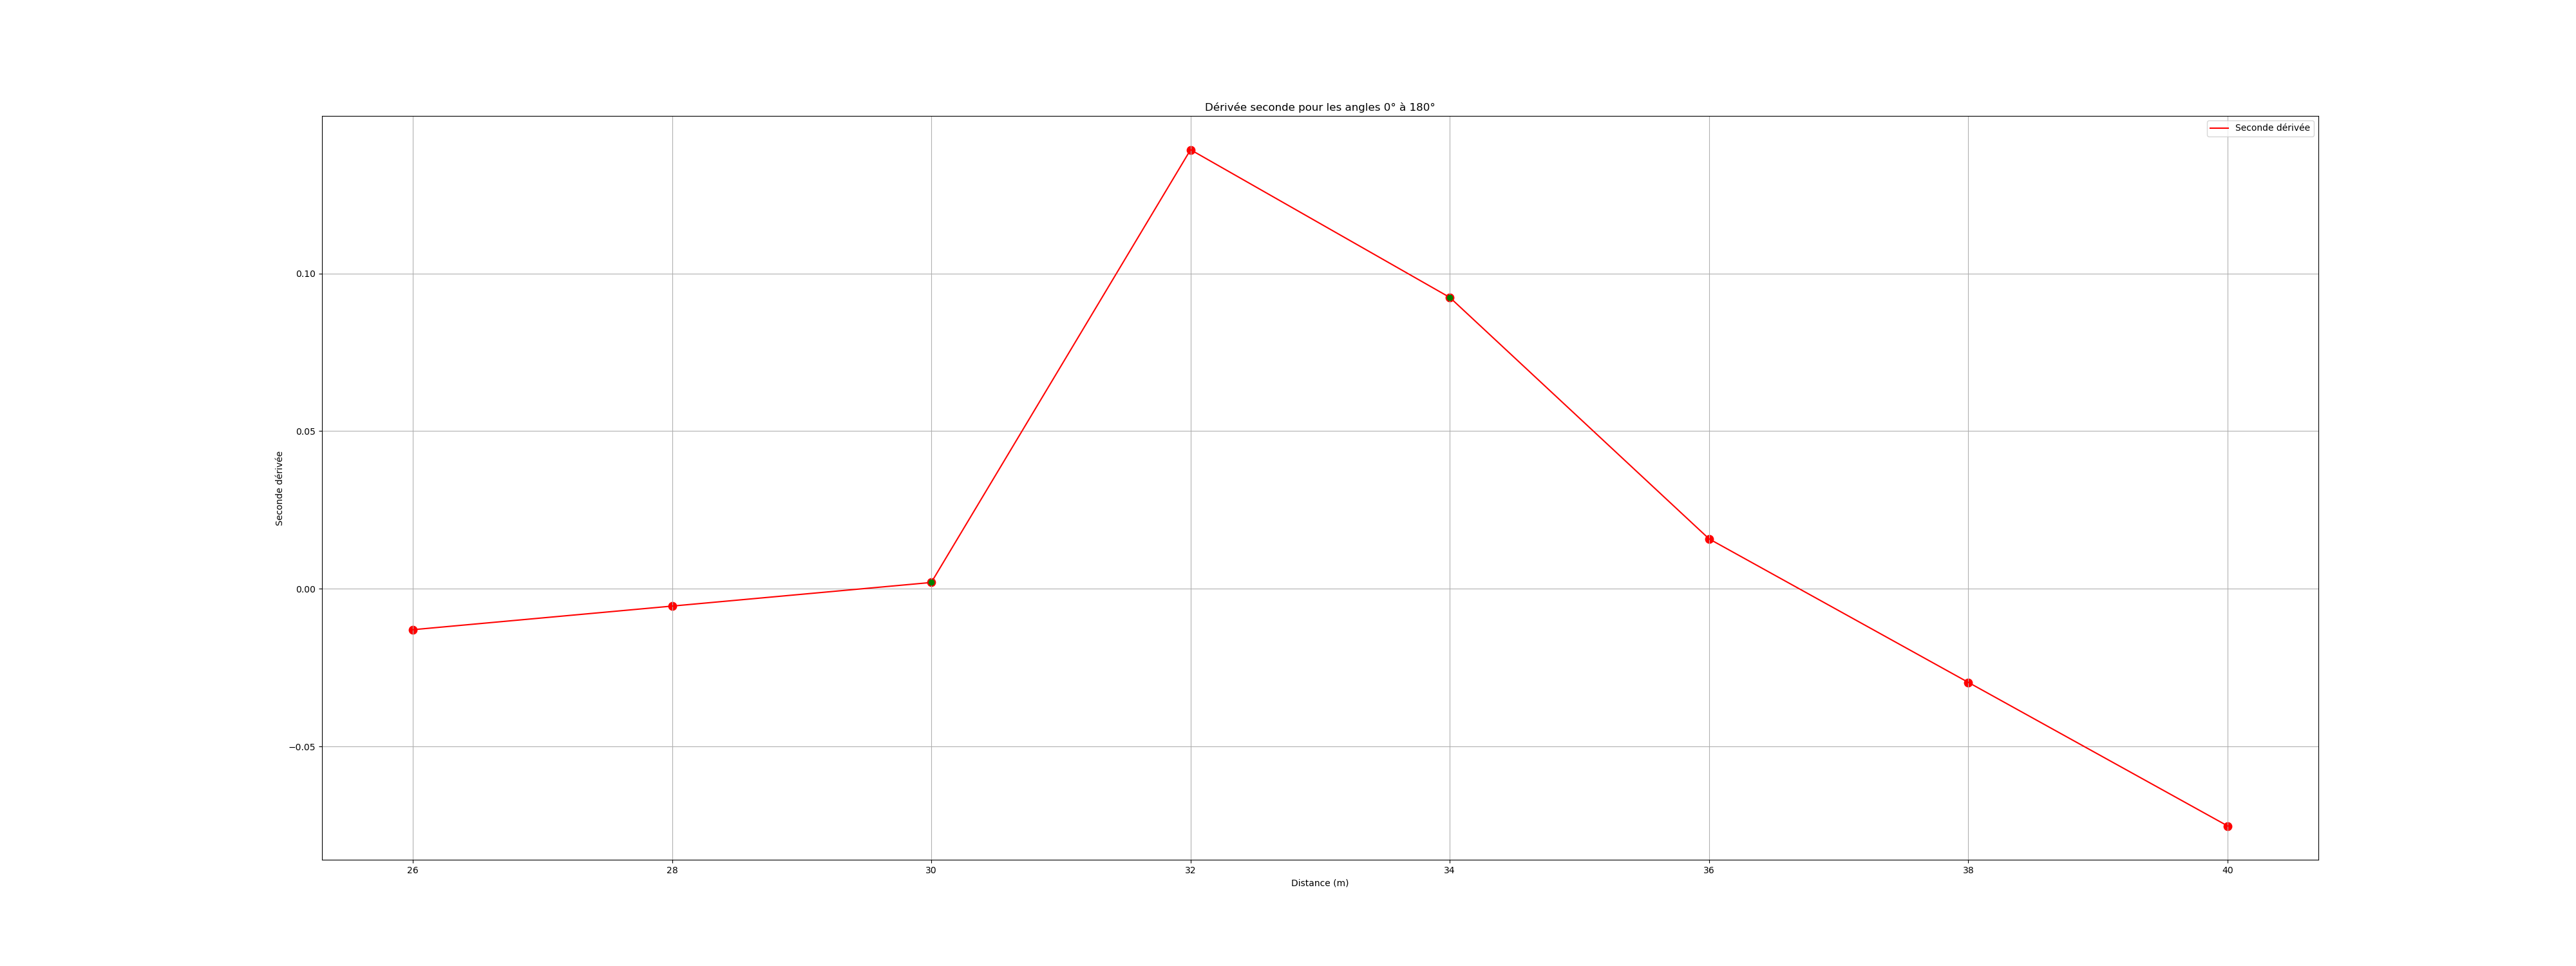 Dérivée seconde pour les angles 0° à 180°
Seconde dérivée
0.10
0.05
0.00
−0.05
Seconde dérivée
26 28 30 32 34 36 38 40
Distance (m)